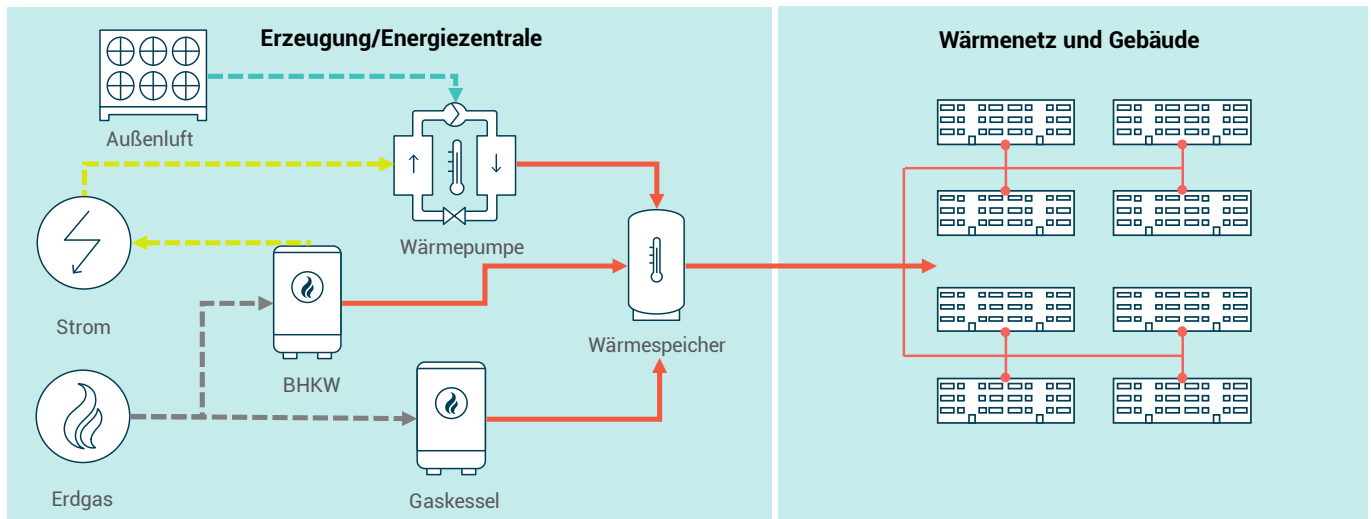 Erzeugung/Energiezentrale
Wärmenetz und Gebäude
Außenluft
Wärmepumpe
Strom
Wärmespeicher
BHKW
Erdgas
Gaskessel